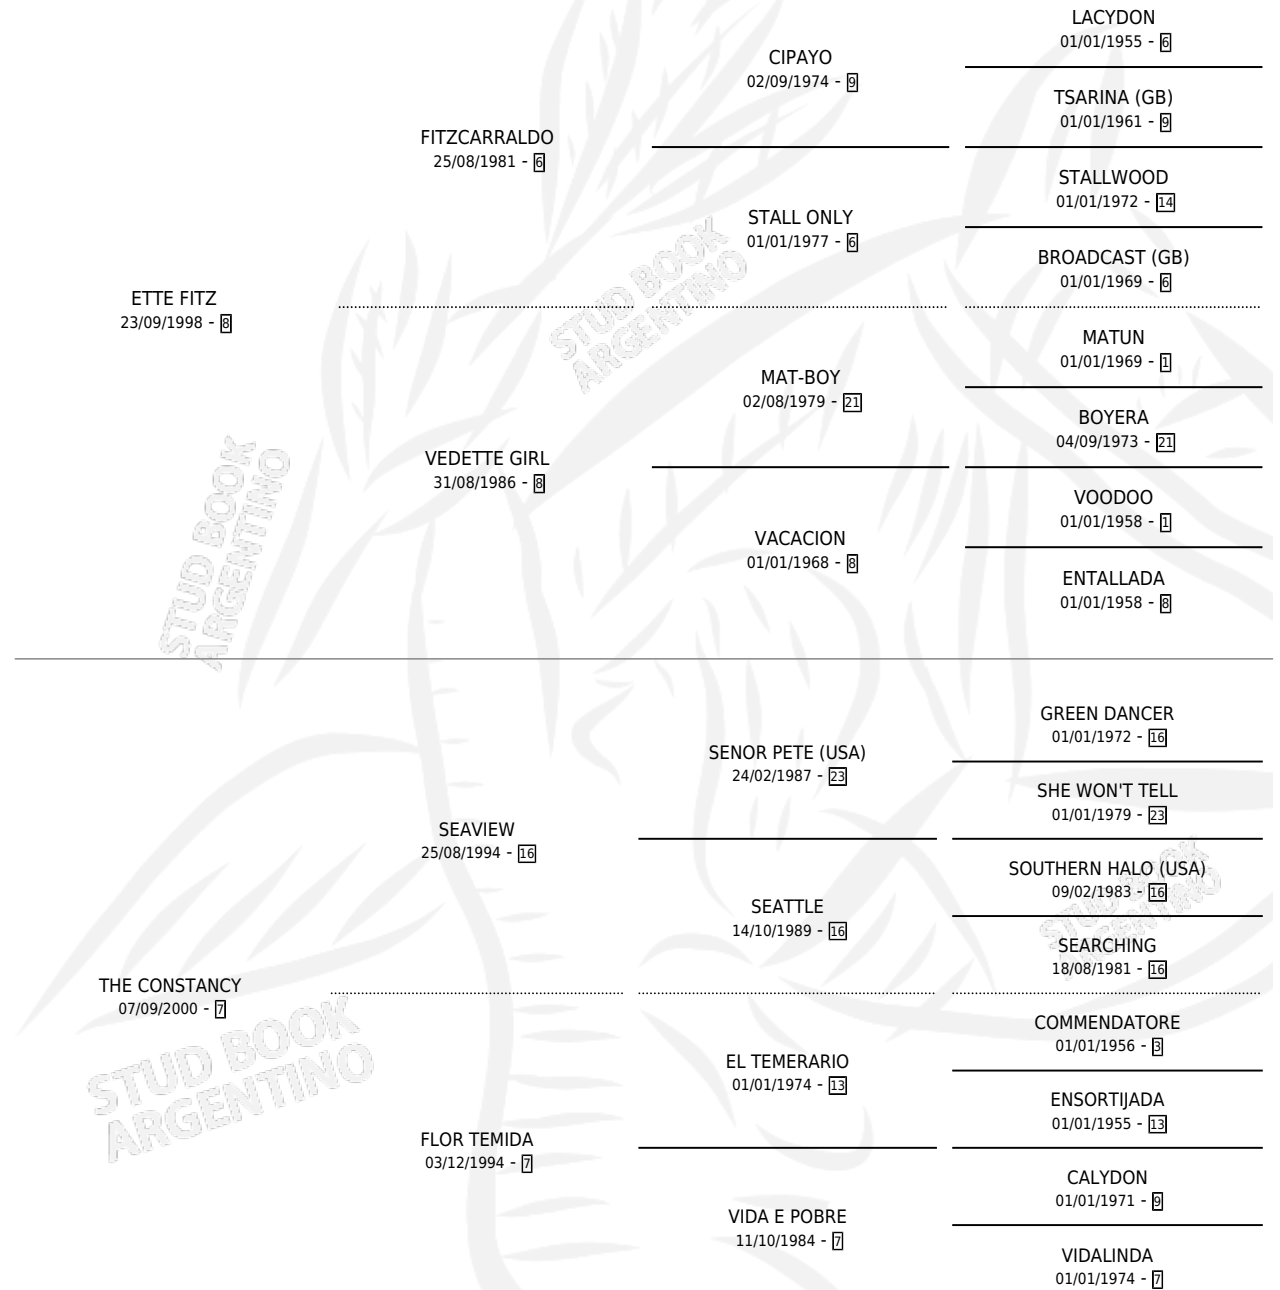 LACYDON
01/01/1955 - 6
CIPAYO
02/09/1974 - 9
TSARINA (GB)
01/01/1961 - 9
FITZCARRALDO
25/08/1981 - 6
STALLWOOD
01/01/1972 - 14
STALL ONLY
01/01/1977 - 6
BROADCAST (GB)
01/01/1969 - 6
ETTE FITZ
23/09/1998 - 8
MATUN
01/01/1969 - 1
MAT-BOY
02/08/1979 - 21
BOYERA
04/09/1973 - 21
VEDETTE GIRL
31/08/1986 - 8
VOODOO
01/01/1958 - 1
VACACION
01/01/1968 - 8
ENTALLADA
01/01/1958 - 8
STUD BOOK
ARGENTINO
STUD BOOK
ARGENTINO
GREEN DANCER
01/01/1972 - 16
SENOR PETE (USA)
24/02/1987 - 23
SHE WON'T TELL
01/01/1979 - 23
SEAVIEW
25/08/1994 - 16
SOUTHERN HALO (USA)
09/02/1983 - 16
SEATTLE
14/10/1989 - 16
SEARCHING
18/08/1981 - 16
THE CONSTANCY
07/09/2000 - 7
COMMENDATORE
01/01/1956 - 3
EL TEMERARIO
01/01/1974 - 13
ENSORTIJADA
01/01/1955 - 13
FLOR TEMIDA
03/12/1994 - 7
CALYDON
01/01/1971 - 9
VIDA E POBRE
11/10/1984 - 7
VIDALINDA
01/01/1974 - 7
STUD BOOK
ARGENTINO
STUD BOOK
ARGENTINO